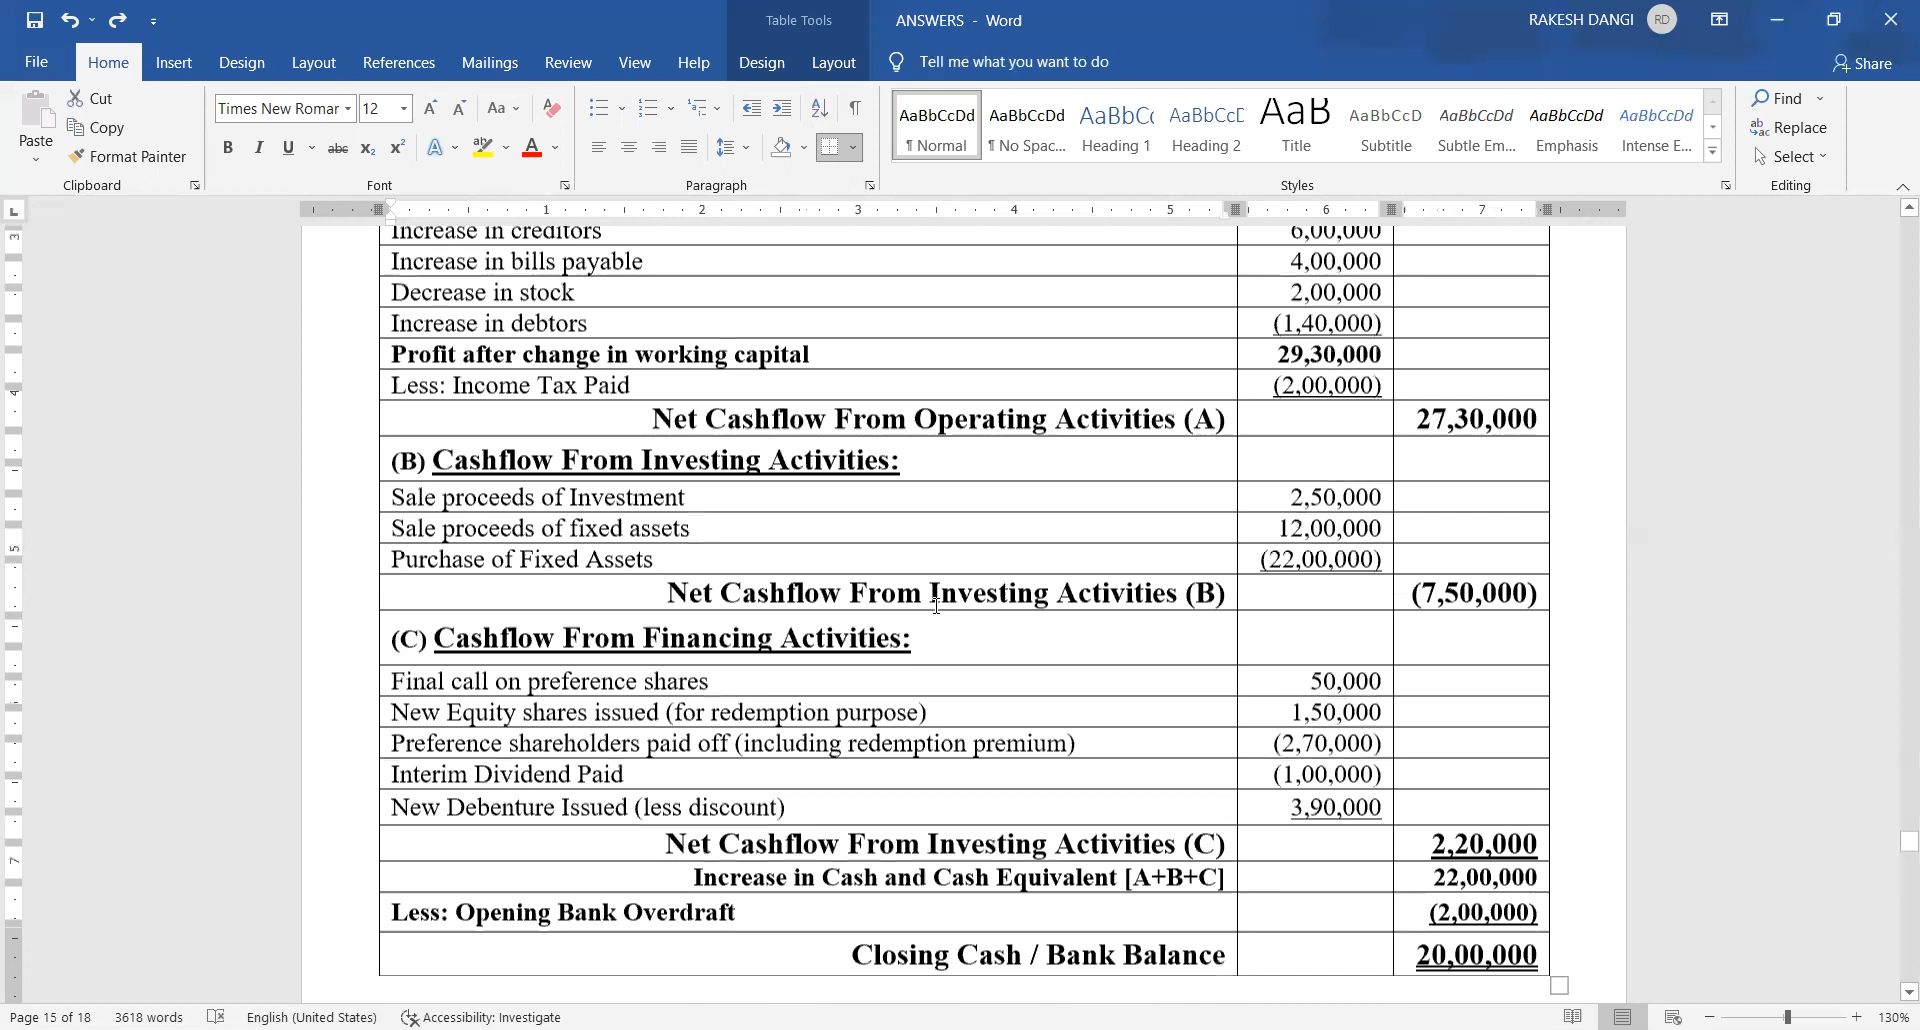 Table Tools
ANSWERS - Word
RAKESH DANGI RD
File Home Insert Design Layout References Mailings Review View Help Design Layout Tell me what you want to do Share
Paste
Cut
Copy
Format Painter
Clipboard
Times New Romar 12
Font
Paragraph
AaBbCcDd AaBbCcDd AaBbCc AaBbCcE AaB AaBbCcD AaBbCcDd AaBbCcDd AaBbCcDd
¶ Normal ¶ No Spac... Heading 1 Heading 2 Title Subtitle Subtle Em... Emphasis Intense E...
Styles
Find
Replace
Select
Editing
1 2 3 4 5 6 7
Increase in creditors 6,00,000
Increase in bills payable 4,00,000
Decrease in stock 2,00,000
Increase in debtors (1,40,000)
Profit after change in working capital 29,30,000
Less: Income Tax Paid (2,00,000)
Net Cashflow From Operating Activities (A) 27,30,000
(B) Cashflow From Investing Activities:
Sale proceeds of Investment 2,50,000
Sale proceeds of fixed assets 12,00,000
Purchase of Fixed Assets (22,00,000)
Net Cashflow From Investing Activities (B) (7,50,000)
(C) Cashflow From Financing Activities:
Final call on preference shares 50,000
New Equity shares issued (for redemption purpose) 1,50,000
Preference shareholders paid off (including redemption premium) (2,70,000)
Interim Dividend Paid (1,00,000)
New Debenture Issued (less discount) 3,90,000
Net Cashflow From Investing Activities (C) 2,20,000
Increase in Cash and Cash Equivalent [A+B+C] 22,00,000
Less: Opening Bank Overdraft (2,00,000)
Closing Cash / Bank Balance 20,00,000
Page 15 of 18 3618 words English (United States) Accessibility: Investigate 130%